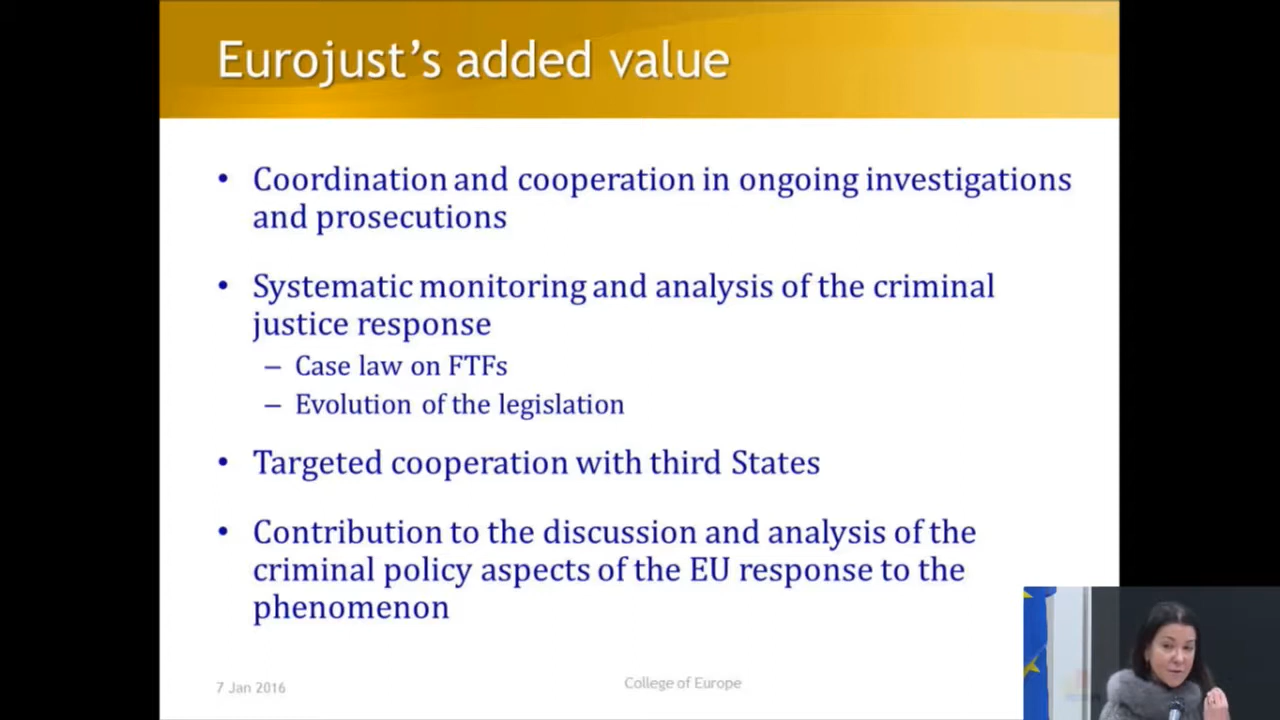 Eurojust's added value
• Coordination and cooperation in ongoing investigations
and prosecutions
• Systematic monitoring and analysis of the criminal
justice response
– Case law on FTFs
– Evolution of the legislation
• Targeted cooperation with third States
• Contribution to the discussion and analysis of the
criminal policy aspects of the EU response to the
phenomenon
7 Jan 2016
College of Europe